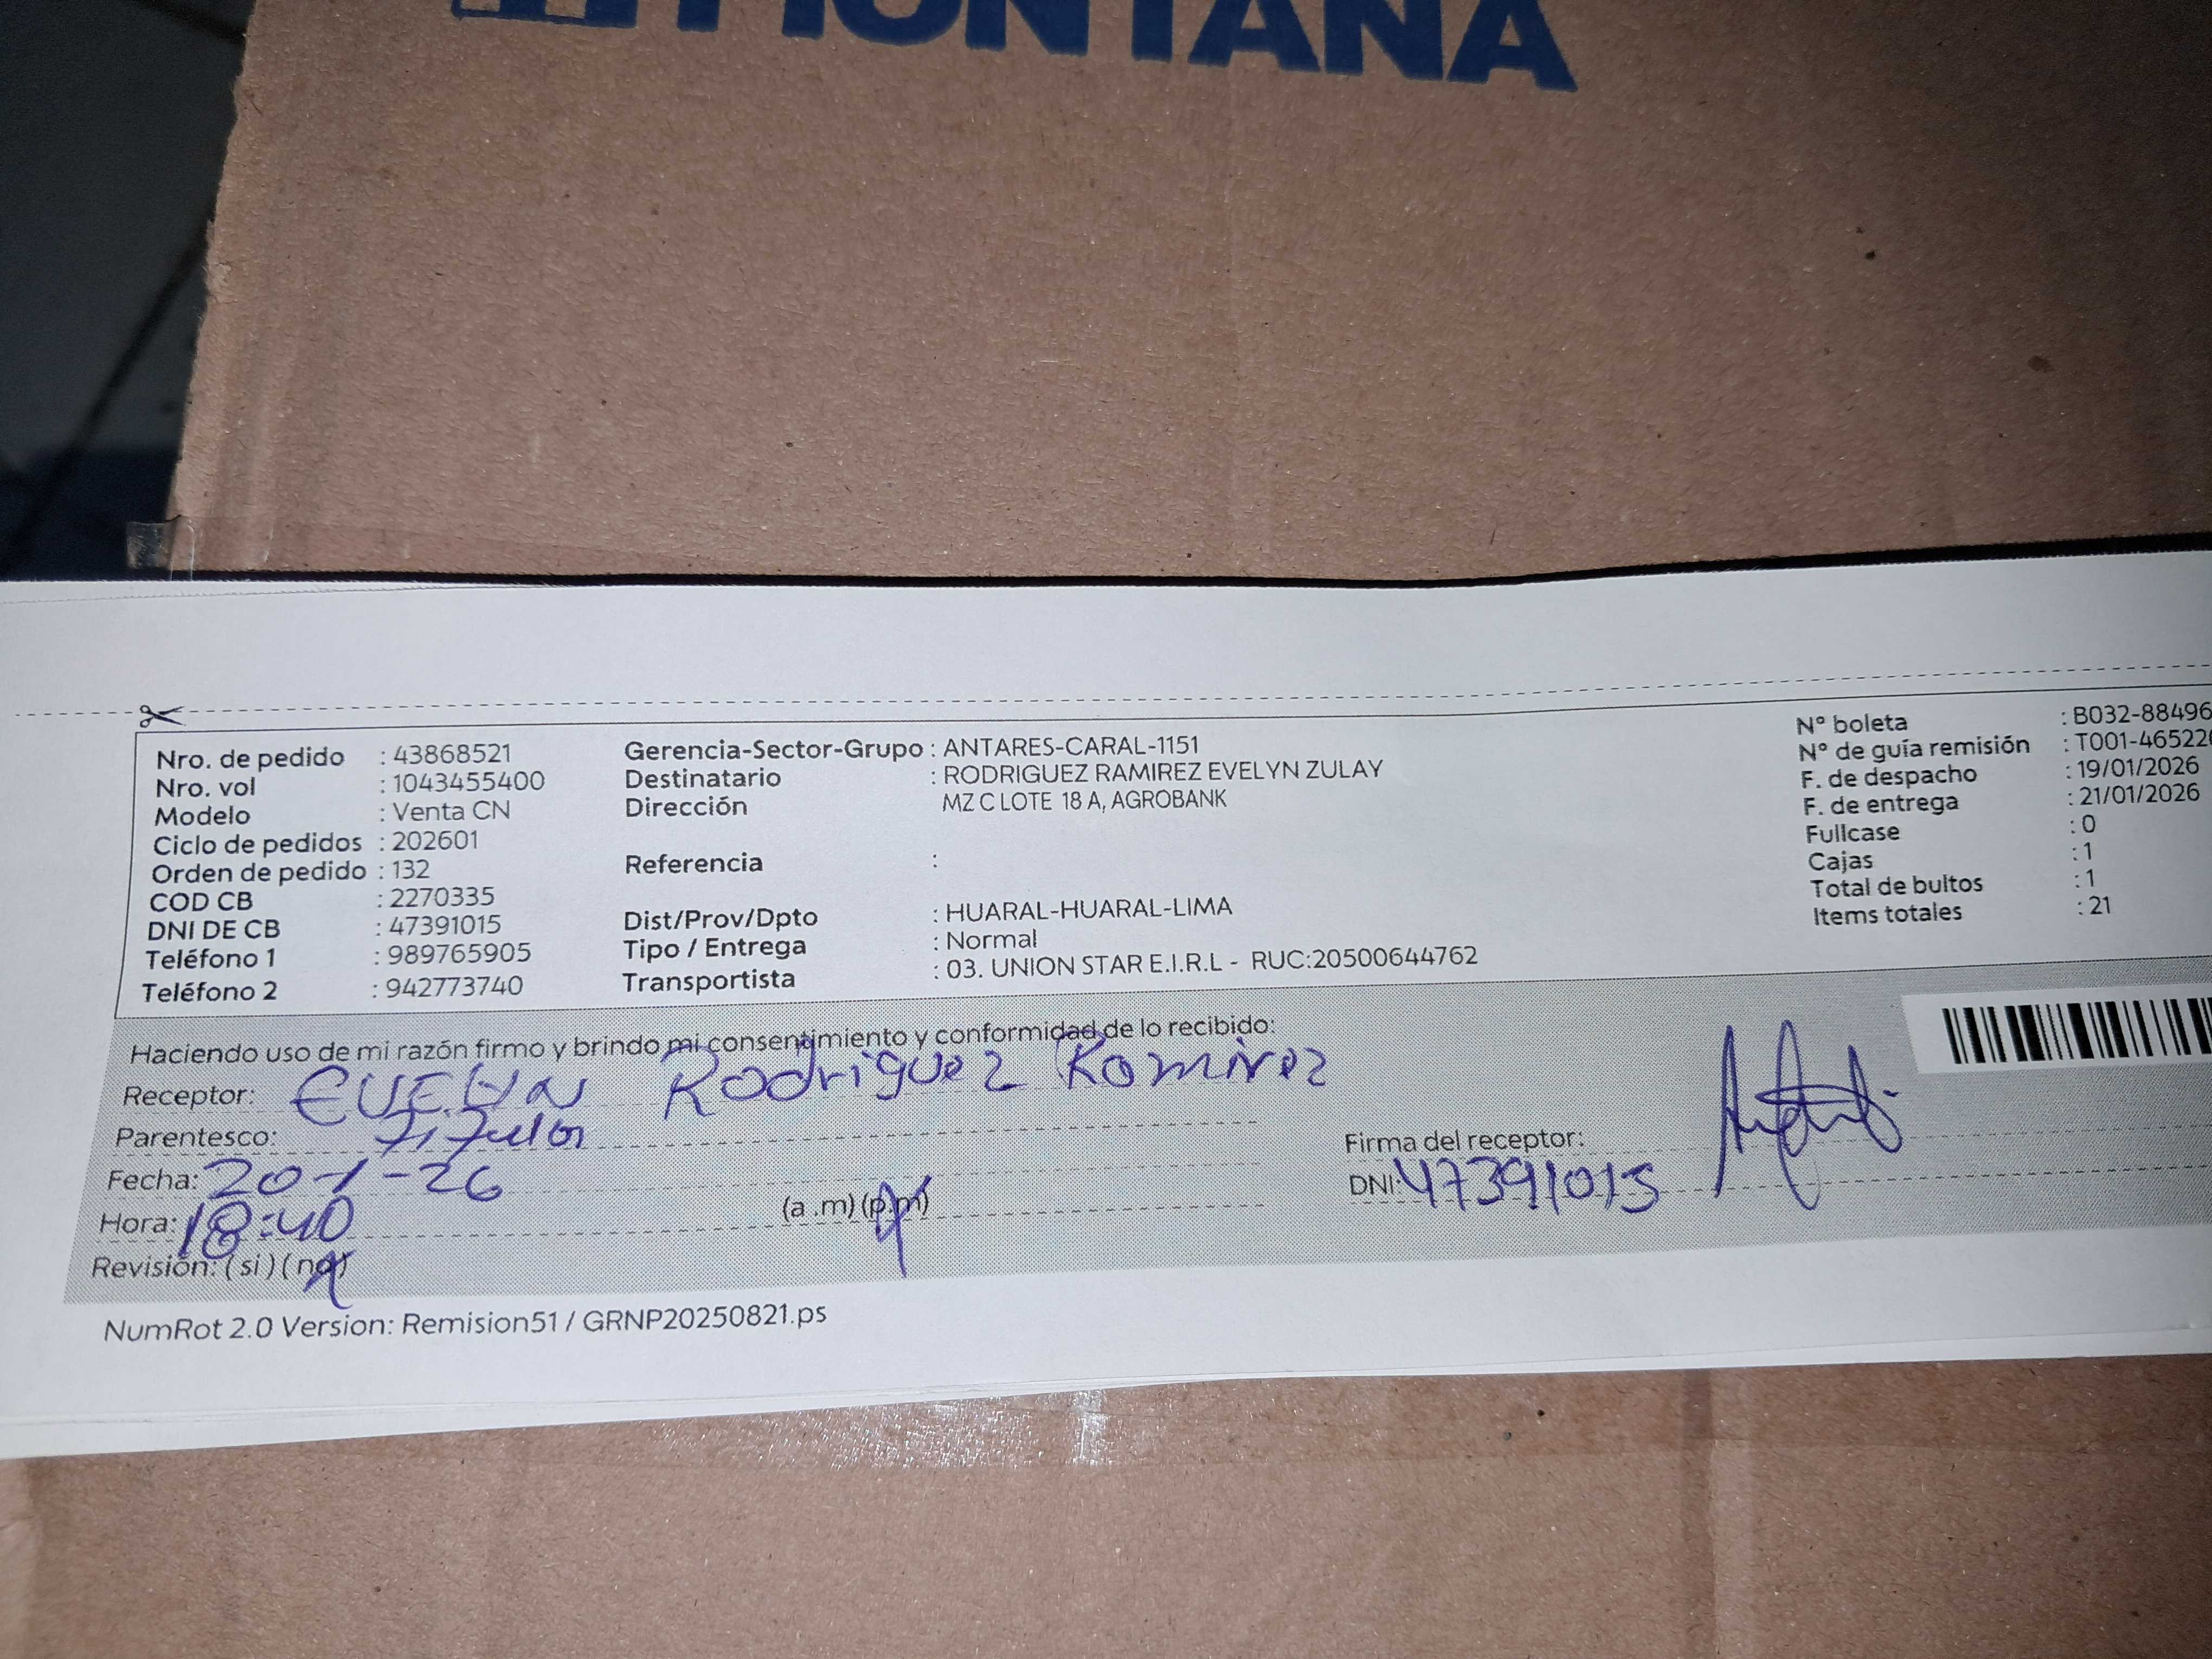 MONTANA
Nro. de pedido : 43868521
Nro. vol : 1043455400
Modelo : Venta CN
Ciclo de pedidos : 202601
Orden de pedido : 132
COD CB : 2270335
DNI DE CB : 47391015
Teléfono 1 : 989765905
Teléfono 2 : 942773740
Gerencia-Sector-Grupo : ANTARES-CARAL-1151
Destinatario : RODRIGUEZ RAMIREZ EVELYN ZULAY
Dirección MZ C LOTE 18 A, AGROBANK
Referencia :
Dist/Prov/Dpto : HUARAL-HUARAL-LIMA
Tipo / Entrega : Normal
Transportista : 03. UNION STAR E.I.R.L - RUC:20500644762
N° boleta : B032-88496
N° de guía remisión : T001-46522
F. de despacho : 19/01/2026
F. de entrega : 21/01/2026
Fullcase : 0
Cajas : 1
Total de bultos : 1
Items totales : 21
Haciendo uso de mi razón firmo y brindo mi consentimiento y conformidad de lo recibido:
Receptor: EVELYN Rodriguez Ramirez
Parentesco: Titular
Fecha: 20-1-26
Hora: 18:40 (a .m) (p.m)
Revisión: ( si ) ( no )
Firma del receptor:
DNI: 47391015
NumRot 2.0 Version: Remision51 / GRNP20250821.ps